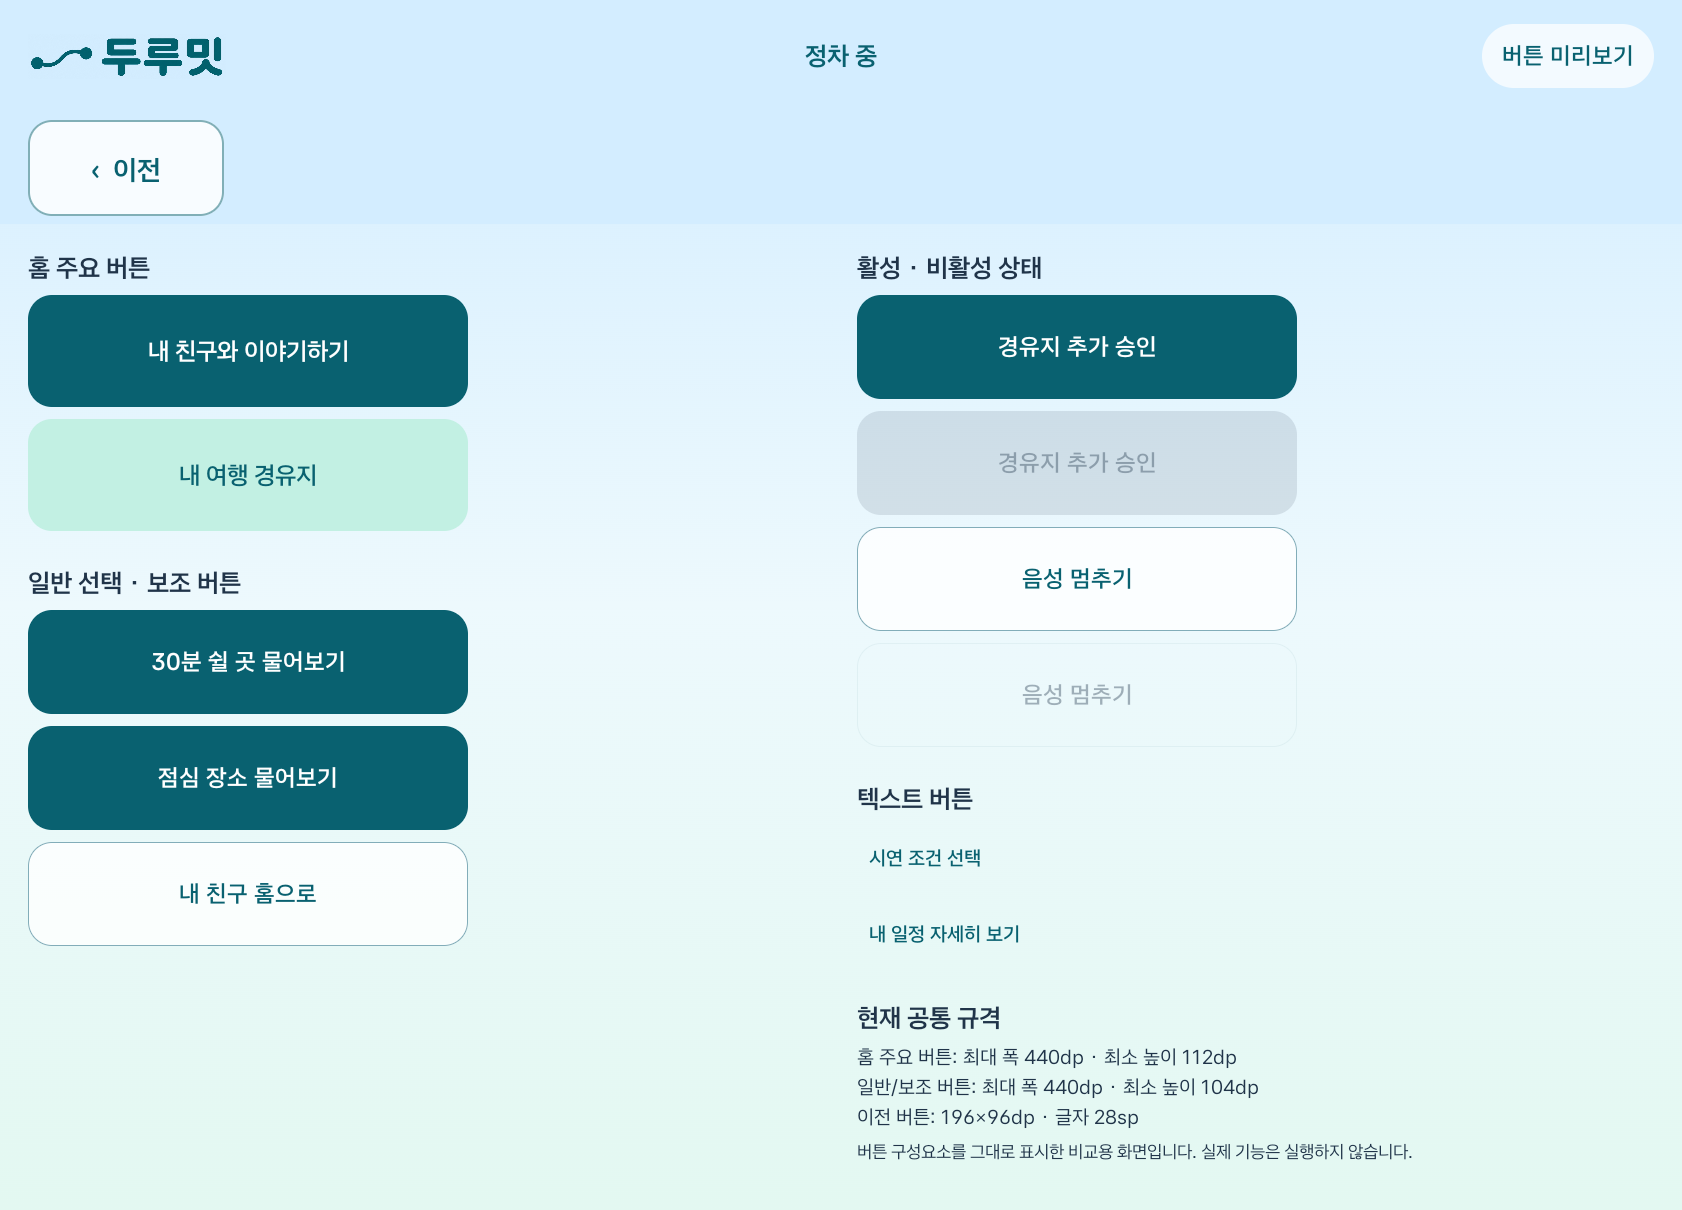 두루밋
정차 중
버튼 미리보기
‹ 이전
홈 주요 버튼
내 친구와 이야기하기
내 여행 경유지
일반 선택 · 보조 버튼
30분 쉴 곳 물어보기
점심 장소 물어보기
내 친구 홈으로
활성 · 비활성 상태
경유지 추가 승인
경유지 추가 승인
음성 멈추기
음성 멈추기
텍스트 버튼
시연 조건 선택
내 일정 자세히 보기
현재 공통 규격
홈 주요 버튼: 최대 폭 440dp · 최소 높이 112dp
일반/보조 버튼: 최대 폭 440dp · 최소 높이 104dp
이전 버튼: 196×96dp · 글자 28sp
버튼 구성요소를 그대로 표시한 비교용 화면입니다. 실제 기능은 실행하지 않습니다.